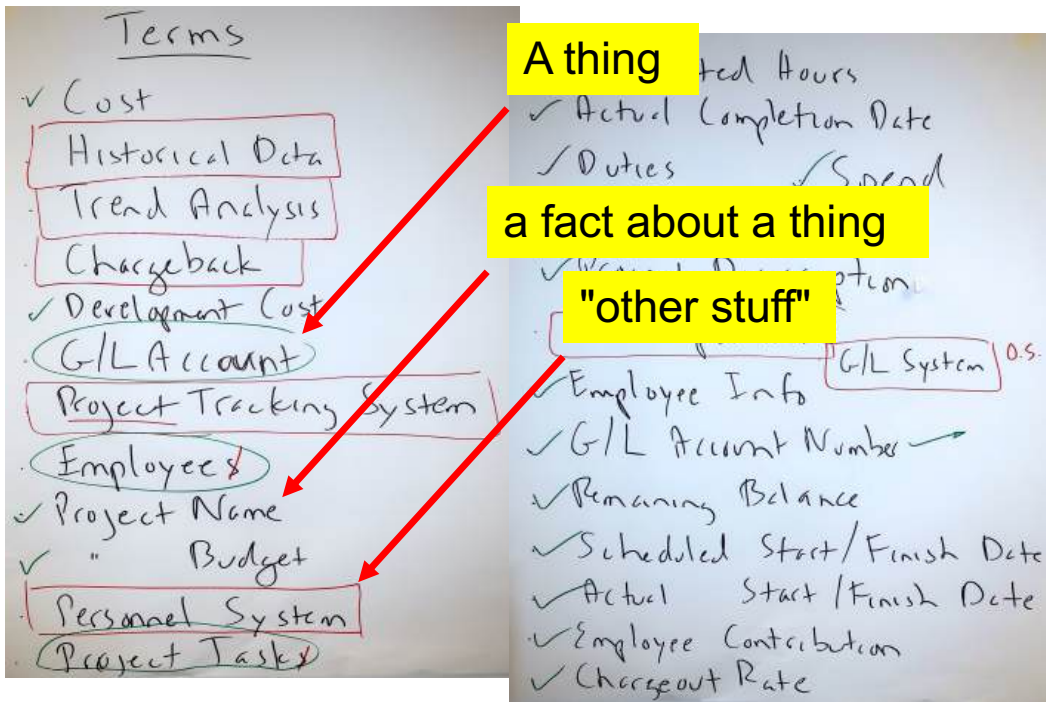 Terms
Cost
Historical Data
Trend Analysis
Chargeback
Development Cost
G/L Account
Project Tracking System
Employees
Project Name
" Budget
Personnel System
Project Tasks
A thing
a fact about a thing
"other stuff"
Hours
Actual Completion Date
Duties
Spend
G/L System
O.S.
Employee Info
G/L Account Number
Remaining Balance
Scheduled Start/Finish Date
Actual Start/Finish Date
Employee Contribution
Chargeout Rate